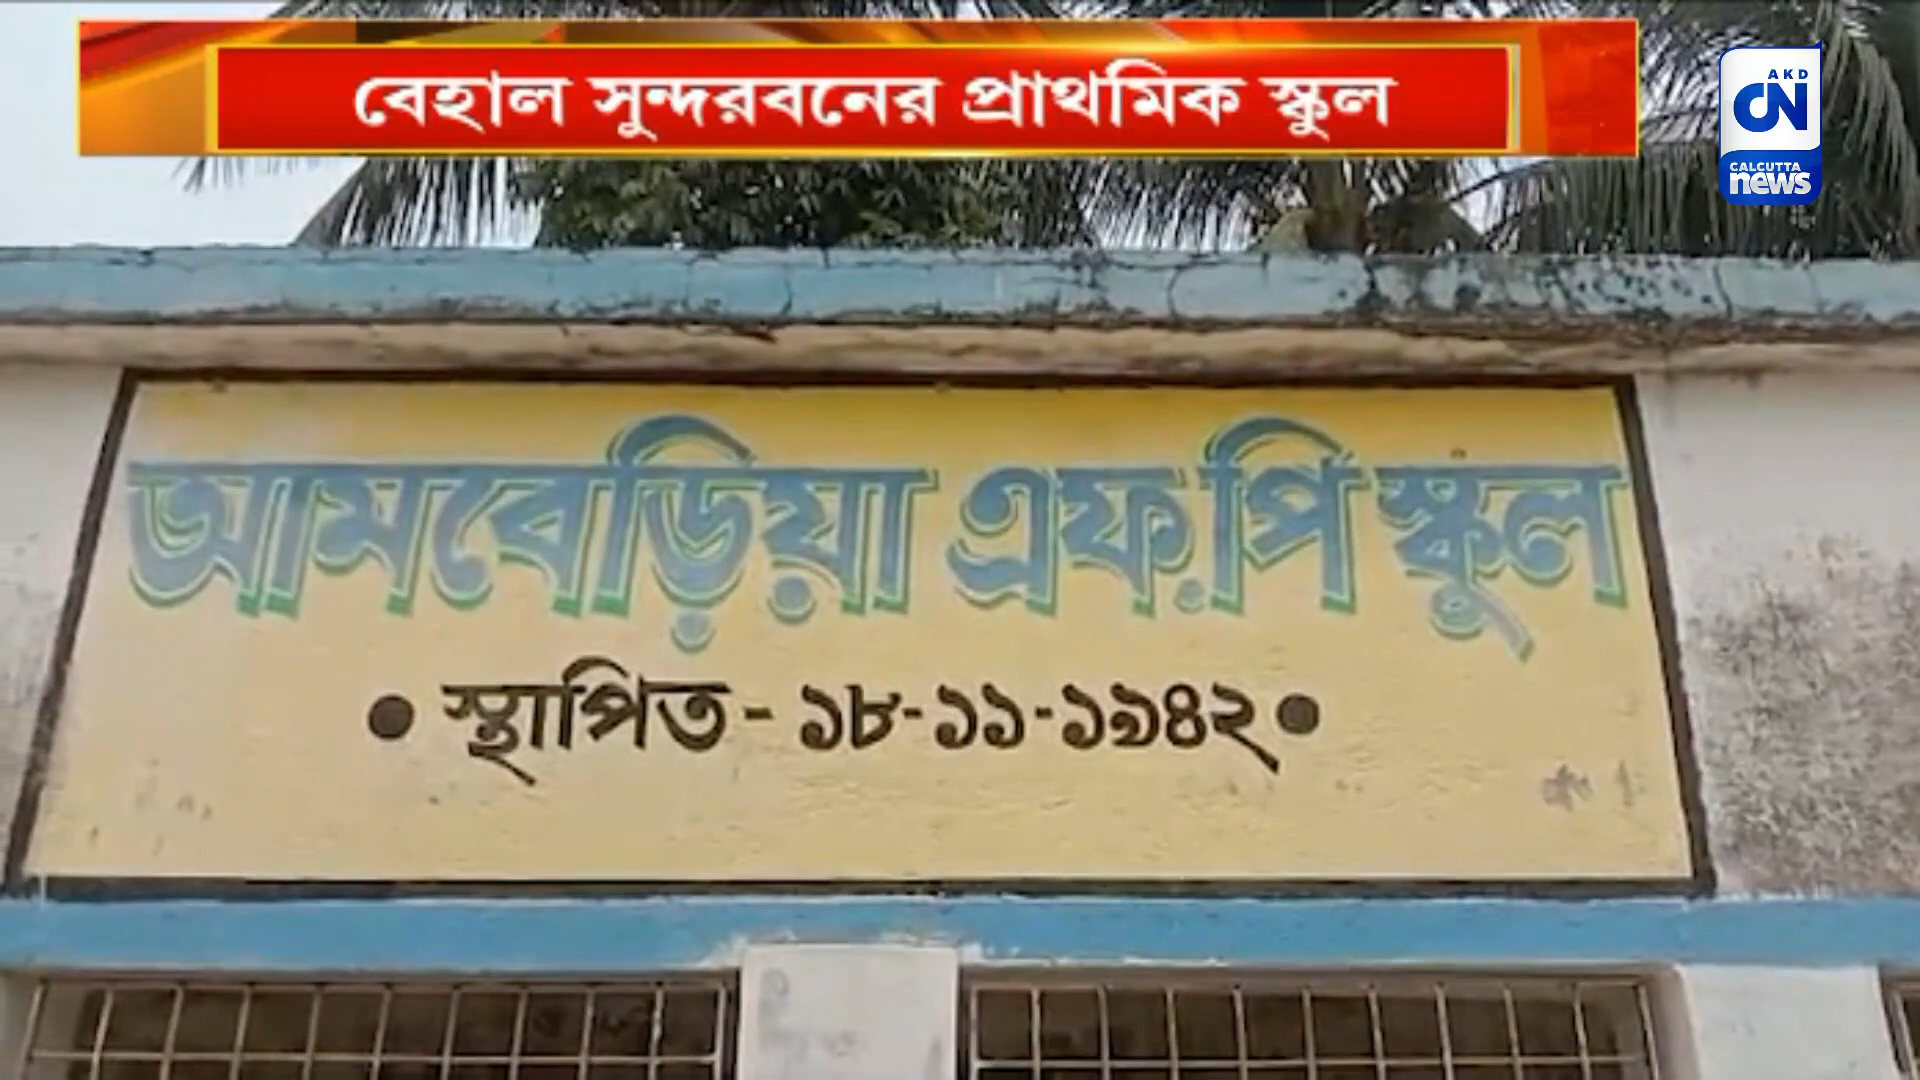 বেহাল সুন্দরবনের প্রাথমিক স্কুল
AKD
CN
CALCUTTA
news
আমবেড়িয়া এফ.পি স্কুল
• স্থাপিত - ১৮-১১-১৯৪২ •